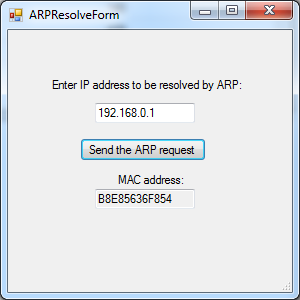 ARPResolveForm
Enter IP address to be resolved by ARP:
192.168.0.1
Send the ARP request
MAC address:
B8E85636F854